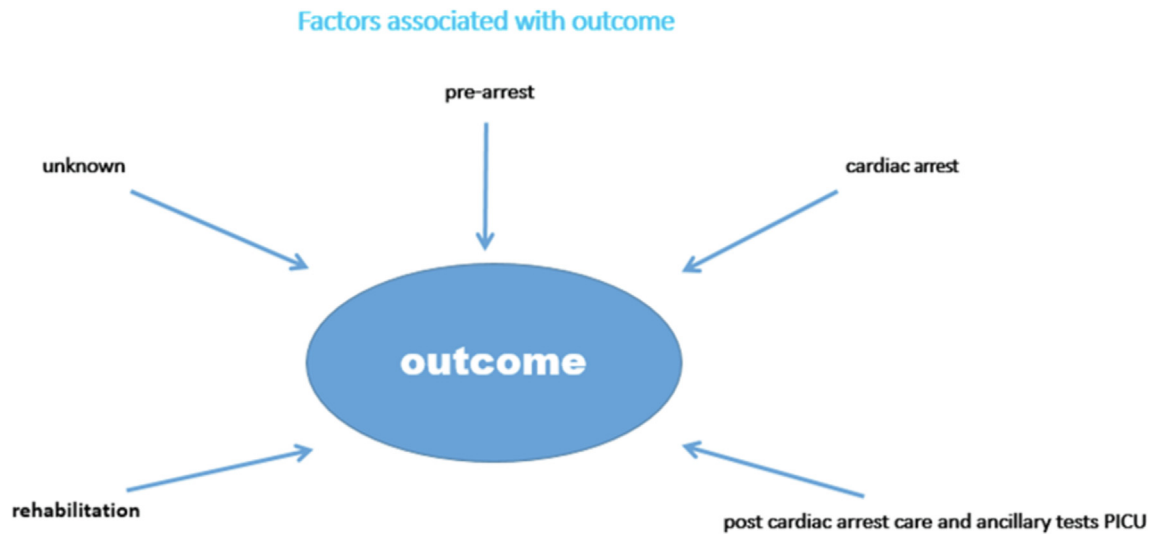 Factors associated with outcome
pre-arrest
unknown
cardiac arrest
outcome
rehabilitation
post cardiac arrest care and ancillary tests PICU